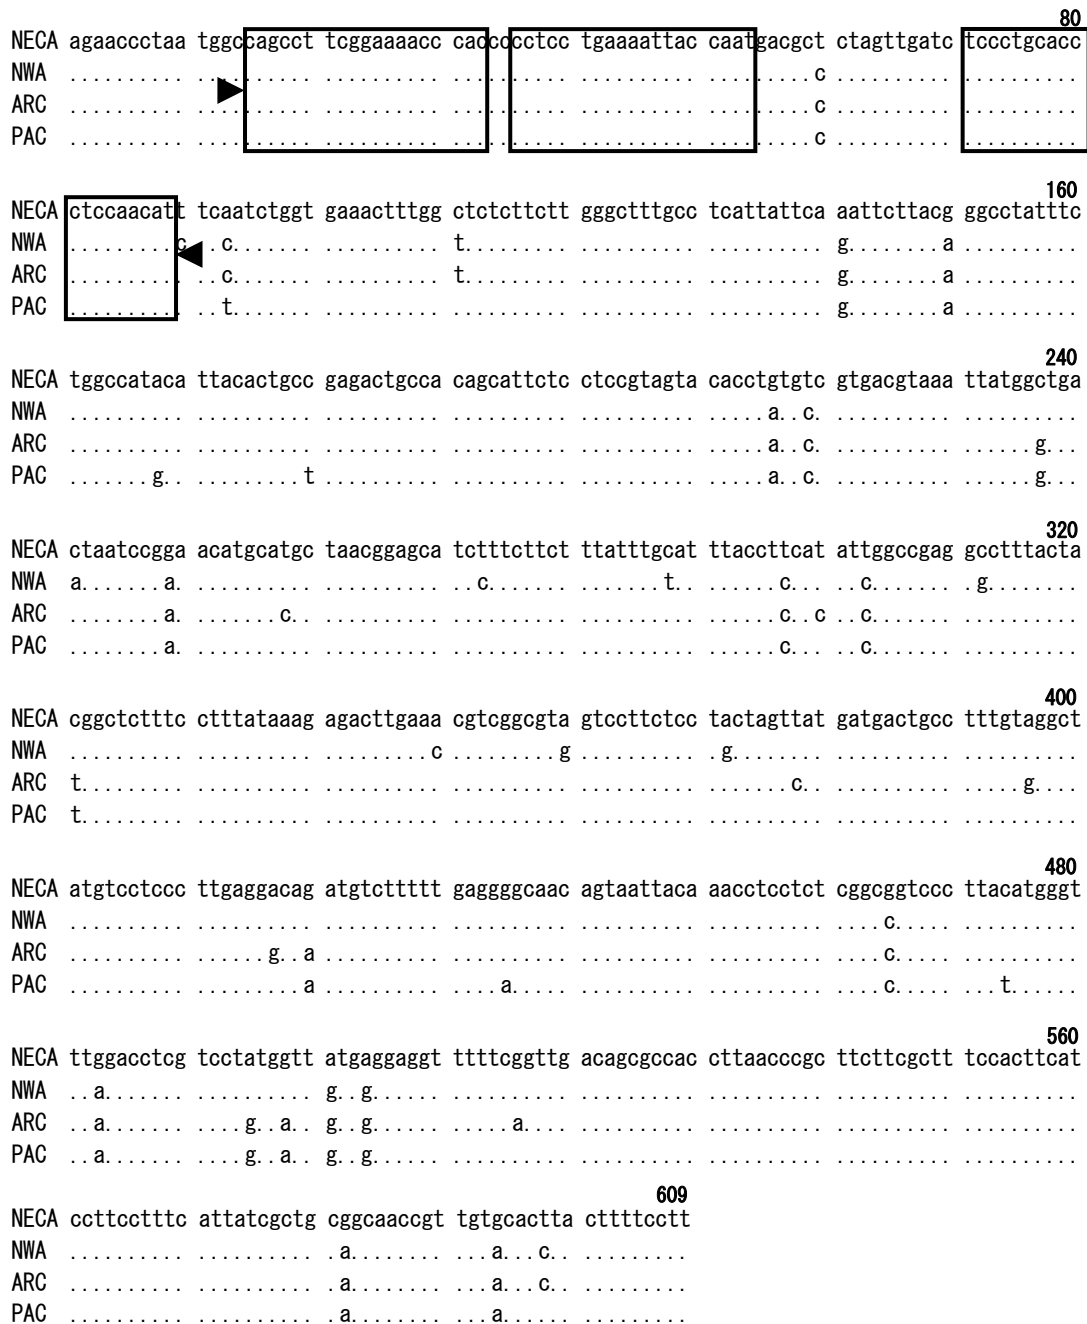 80
NECA agaaccctaa tggccagcct tcggaaaacc caccccctcc tgaaaattac caatgacgct ctagttgatc tccctgcacc
NWA .......... .......... .......... .......... .......... .........c .......... ..........
ARC .......... .......... .......... .......... .......... .........c .......... ..........
PAC .......... .......... .......... .......... .......... .........c .......... ..........
160
NECA ctccaacatt tcaatctggt gaaactttgg ctctcttctt gggctttgcc tcattattca aattcttacg ggcctatttc
NWA .........c ..c....... .......... t......... .......... .......... g........a ..........
ARC .......... ..c....... .......... t......... .......... .......... g........a ..........
PAC .......... ..t....... .......... .......... .......... .......... g........a ..........
240
NECA tggccataca ttacactgcc gagactgcca cagcattctc ctccgtagta cacctgtgtc gtgacgtaaa ttatggctga
NWA .......... .......... .......... .......... .......... .....a..c. .......... ..........
ARC .......... .......... .......... .......... .......... .....a..c. .......... ......g...
PAC .......g.. .........t .......... .......... .......... .....a..c. .......... ......g...
320
NECA ctaatccgga acatgcatgc taacggagca tctttcttct ttatttgcat ttaccttcat attggccgag gcctttacta
NWA a.......a. .......... .......... ..c....... .......t.. ......c... ..c....... .g........
ARC ........a. .......c.. .......... .......... .......... ......c..c ..c....... ..........
PAC ........a. .......... .......... .......... .......... ......c... ..c....... ..........
400
NECA cggctctttc ctttataaag agacttgaaa cgtcggcgta gtccttctcc tactagttat gatgactgcc tttgtaggct
NWA .......... .......... .........c .........g .......... .g........ .......... ..........
ARC t......... .......... .......... .......... .......... .......c.. .......... .....g....
PAC t......... .......... .......... .......... .......... .......... .......... ..........
480
NECA atgtcctccc ttgaggacag atgtcttttt gaggggcaac agtaattaca aacctcctct cggcggtccc ttacatgggt
NWA .......... .......... .......... .......... .......... .......... ....c..... ..........
ARC .......... ......g..a .......... .......... .......... .......... ....c..... ..........
PAC .......... .........a .......... ....a..... .......... .......... ....c..... ...t......
560
NECA ttggacctcg tcctatggtt atgaggaggt ttttcggttg acagcgccac cttaacccgc ttcttcgctt tccacttcat
NWA ..a....... .......... g..g...... .......... .......... .......... .......... ..........
ARC ..a....... ....g..a.. g..g...... .....a.... .......... .......... .......... ..........
PAC ..a....... ....g..a.. g..g...... .......... .......... .......... .......... ..........
609
NECA ccttcctttc attatcgctg cggcaaccgt tgtgcactta cttttcctt
NWA .......... .......... .a........ ...a...c.. .........
ARC .......... .......... .a........ ...a...c.. .........
PAC .......... .......... .a........ ...a...... .........